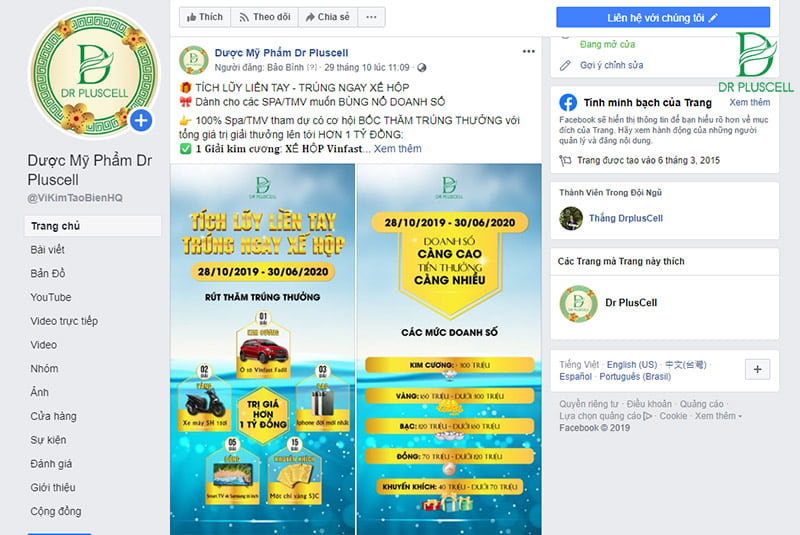 DR PLUSCELL
Dược Mỹ Phẩm Dr
Pluscell
@ViKimTaoBienHQ
Trang chủ
Bài viết
Bản Đồ
YouTube
Video trực tiếp
Video
Nhóm
Ảnh
Cửa hàng
Sự kiện
Đánh giá
Giới thiệu
Cộng đồng
Thích
Theo dõi
Chia sẻ
Dược Mỹ Phẩm Dr Pluscell
Người đăng: Bảo Bình [?] · 29 tháng 10 lúc 11:09 ·
TÍCH LŨY LIỀN TAY - TRÚNG NGAY XẾ HỘP
Dành cho các SPA/TMV muốn BÙNG NỔ DOANH SỐ
100% Spa/TMV tham dự có cơ hội BỐC THĂM TRÚNG THƯỞNG với
tổng giá trị giải thưởng lên tới HƠN 1 TỶ ĐỒNG:
1 Giải kim cương: XẾ HỘP Vinfast... Xem thêm
DR PLUSCELL
TÍCH LŨY LIỀN TAY
TRÚNG NGAY XẾ HỘP
28/10/2019 - 30/06/2020
RÚT THĂM TRÚNG THƯỞNG
01
GIẢI
KIM CƯƠNG
Ô tô Vinfast Fadil
02
GIẢI
VÀNG
Xe máy SH 125i
TRỊ GIÁ
HƠN
1 TỶ ĐỒNG
03
GIẢI
BẠC
Iphone đời mới nhất
05
GIẢI
ĐỒNG
Smart TV 4k Samsung
15
GIẢI
KHUYẾN KHÍCH
Một chỉ vàng SJC
DR PLUSCELL
28/10/2019 - 30/06/2020
DOANH SỐ
CÀNG CAO
TIỀN THƯỞNG
CÀNG NHIỀU
CÁC MỨC DOANH SỐ
KIM CƯƠNG: > 300 TRIỆU
VÀNG: 160 TRIỆU - DƯỚI 300 TRIỆU
BẠC: 120 TRIỆU - DƯỚI 160 TRIỆU
ĐỒNG: 70 TRIỆU - DƯỚI 120 TRIỆU
KHUYẾN KHÍCH: 40 TRIỆU - DƯỚI 70 TRIỆU
Liên hệ với chúng tôi
Đang mở cửa
Gợi ý chỉnh sửa
DR PLUSCELL
Tính minh bạch của Trang Xem thêm
Facebook sẽ hiển thị thông tin để bạn hiểu rõ hơn về mục
đích của Trang. Hãy xem hành động của những người
quản lý và đăng nội dung.
Trang được tạo vào 6 tháng 3, 2015
Thành Viên Trong Đội Ngũ
Thắng DrplusCell
Các Trang mà Trang này thích
Dr PlusCell
Tiếng Việt · English (US) · 中文(台灣) ·
Español · Português (Brasil)
Quyền riêng tư · Điều khoản · Quảng cáo ·
Lựa chọn quảng cáo · Cookie · Xem thêm
Facebook © 2019